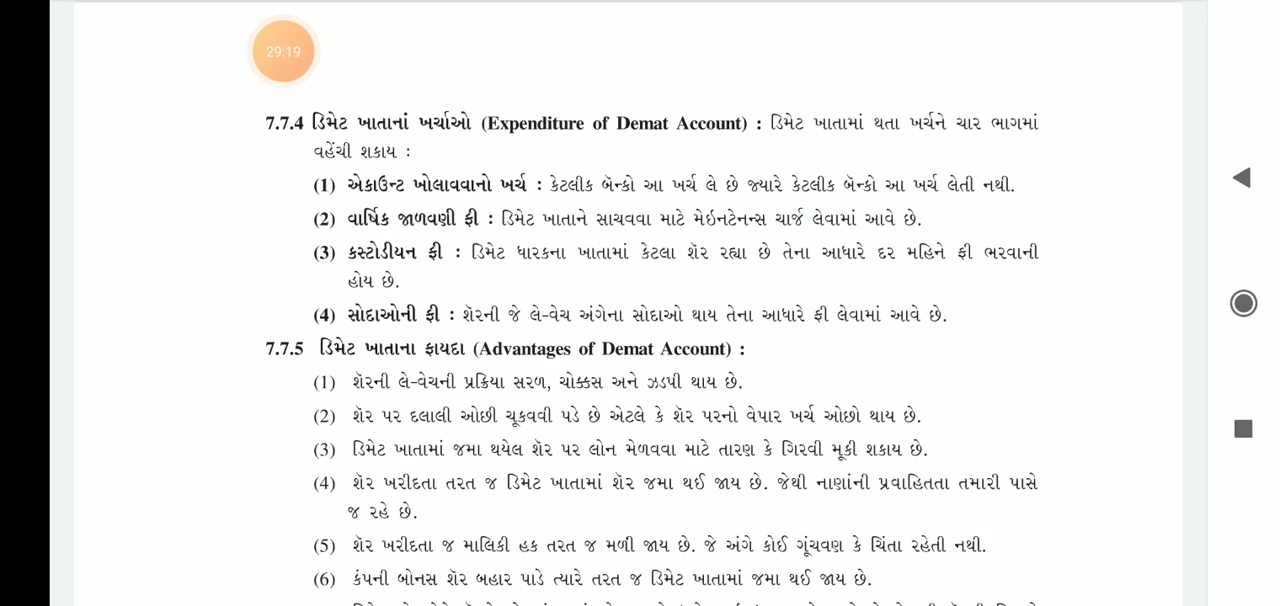 29:19
7.7.4 ડિમેટ ખાતાનાં ખર્ચાઓ (Expenditure of Demat Account) : ડિમેટ ખાતામાં થતા ખર્ચને ચાર ભાગમાં
વહેંચી શકાય :
(1) એકાઉન્ટ ખોલાવવાનો ખર્ચ : કેટલીક બૅન્કો આ ખર્ચ લે છે જ્યારે કેટલીક બૅન્કો આ ખર્ચ લેતી નથી.
(2) વાર્ષિક જાળવણી ફી : ડિમેટ ખાતાને સાચવવા માટે મેઇનટેનન્સ ચાર્જ લેવામાં આવે છે.
(3) કસ્ટોડીયન ફી : ડિમેટ ધારકના ખાતામાં કેટલા શૅર રહ્યા છે તેના આધારે દર મહિને ફી ભરવાની
હોય છે.
(4) સોદાઓની ફી : શૅરની જે લે-વેચ અંગેના સોદાઓ થાય તેના આધારે ફી લેવામાં આવે છે.
7.7.5 ડિમેટ ખાતાના ફાયદા (Advantages of Demat Account) :
(1) શૅરની લે-વેચની પ્રક્રિયા સરળ, ચોક્કસ અને ઝડપી થાય છે.
(2) શૅર પર દલાલી ઓછી ચૂકવવી પડે છે એટલે કે શૅર પરનો વેપાર ખર્ચ ઓછો થાય છે.
(3) ડિમેટ ખાતામાં જમા થયેલ શૅર પર લોન મેળવવા માટે તારણ કે ગિરવી મૂકી શકાય છે.
(4) શૅર ખરીદતા તરત જ ડિમેટ ખાતામાં શૅર જમા થઈ જાય છે. જેથી નાણાંની પ્રવાહિતતા તમારી પાસે
જ રહે છે.
(5) શૅર ખરીદતા જ માલિકી હક તરત જ મળી જાય છે. જે અંગે કોઈ ગૂંચવણ કે ચિંતા રહેતી નથી.
(6) કંપની બોનસ શૅર બહાર પાડે ત્યારે તરત જ ડિમેટ ખાતામાં જમા થઈ જાય છે.